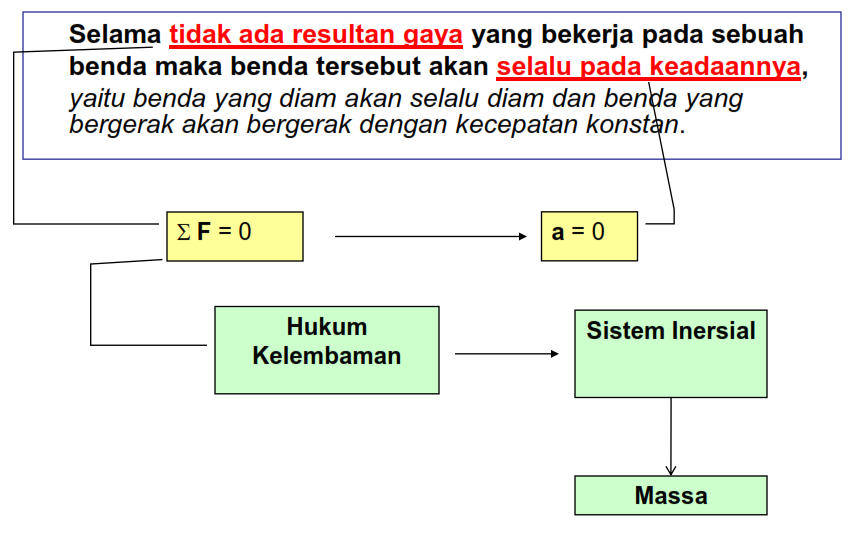 Selama tidak ada resultan gaya yang bekerja pada sebuah
benda maka benda tersebut akan selalu pada keadaannya,
yaitu benda yang diam akan selalu diam dan benda yang
bergerak akan bergerak dengan kecepatan konstan.
Σ F = 0
a = 0
Hukum
Kelembaman
Sistem Inersial
Massa